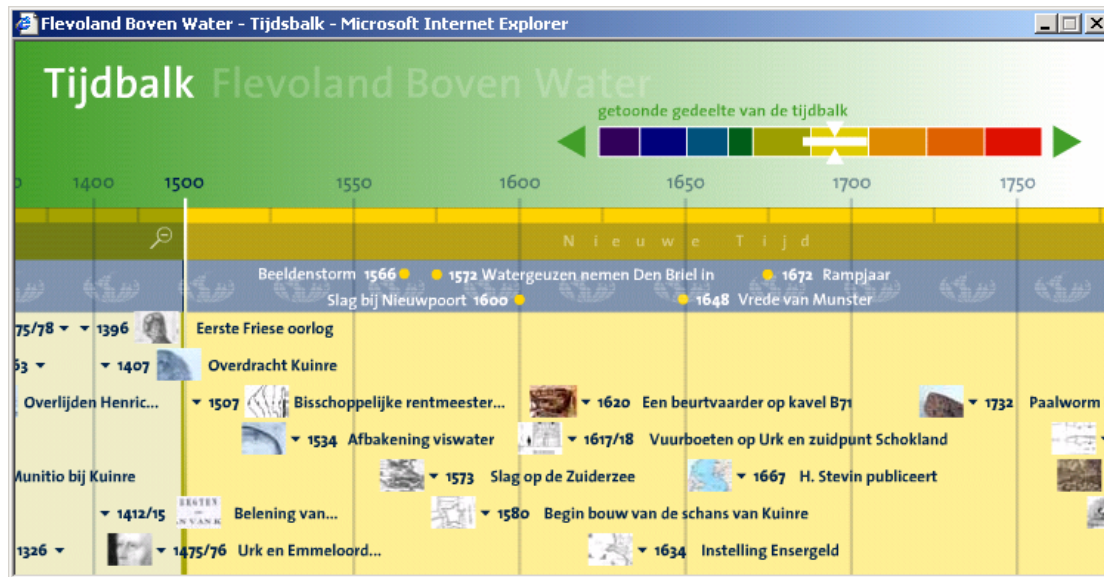 Flevoland Boven Water - Tijdsbalk - Microsoft Internet Explorer
Tijdbalk Flevoland Boven Water
getoonde gedeelte van de tijdbalk
1400 1500 1550 1600 1650 1700 1750
Nieuwe Tijd
Beeldenstorm 1566 1572 Watergeuzen nemen Den Briel in 1672 Rampjaar
Slag bij Nieuwpoort 1600 1648 Vrede van Munster
75/78 1396 Eerste Friese oorlog
1407 Overdracht Kuinre
Overlijden Henric... 1507 Bisschoppelijke rentmeester... 1620 Een beurtvaarder op kavel B71 1732 Paalworm
1534 Afbakening viswater 1617/18 Vuurboeten op Urk en zuidpunt Schokland
Munitio bij Kuinre 1573 Slag op de Zuiderzee 1667 H. Stevin publiceert
1412/15 Belening van... 1580 Begin bouw van de schans van Kuinre
1326 1475/76 Urk en Emmeloord... 1634 Instelling Ensergeld